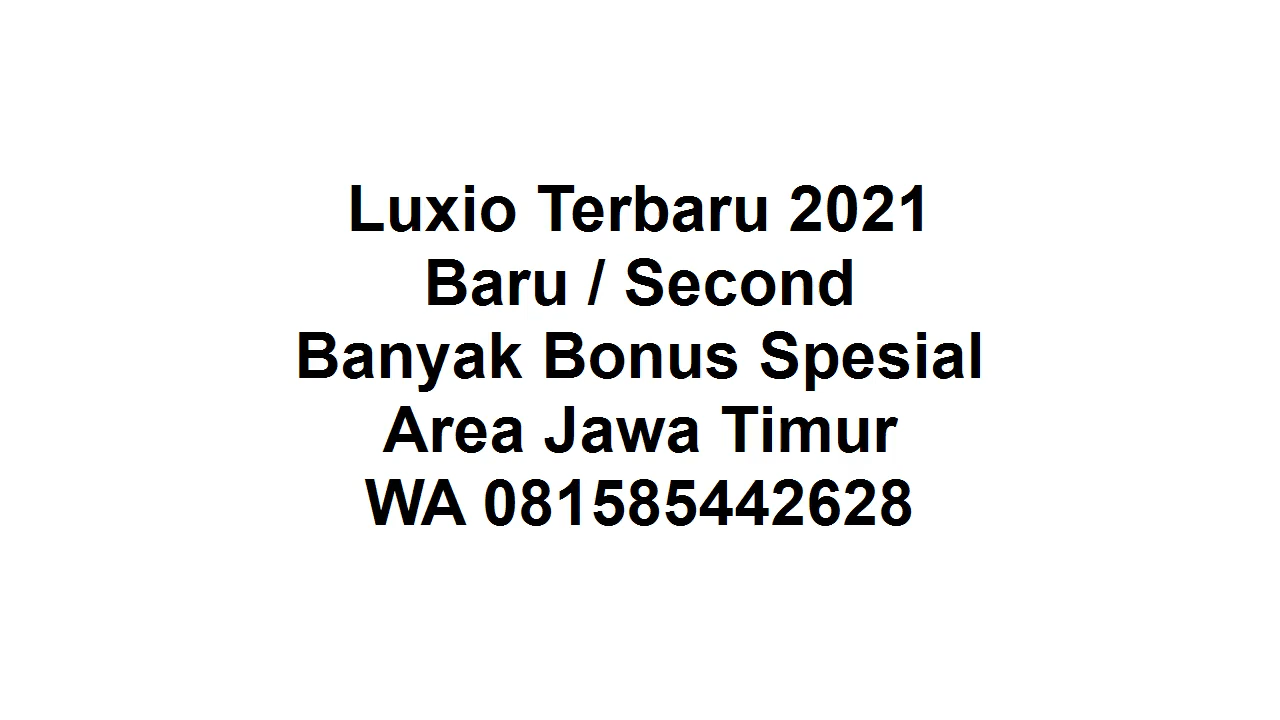 Luxio Terbaru 2021
Baru / Second
Banyak Bonus Spesial
Area Jawa Timur
WA 081585442628